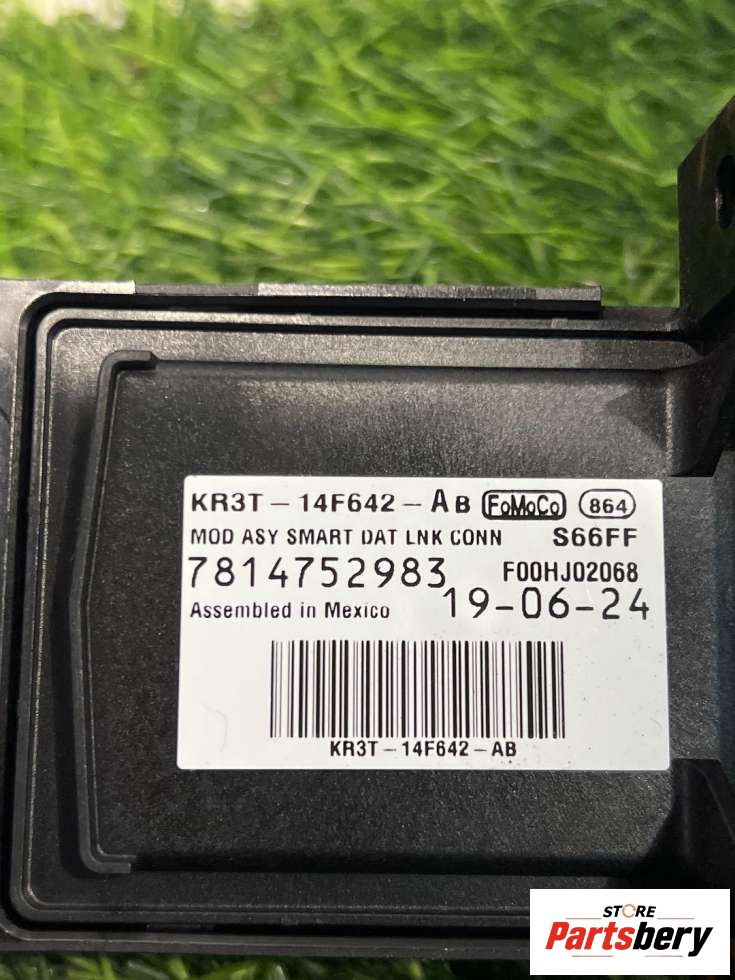 KR3T-14F642-AB FoMoCo 864
MOD ASY SMART DAT LNK CONN S66FF
7814752983 F00HJ02068
Assembled in Mexico 19-06-24
KR3T-14F642-AB
STORE
Partsbery